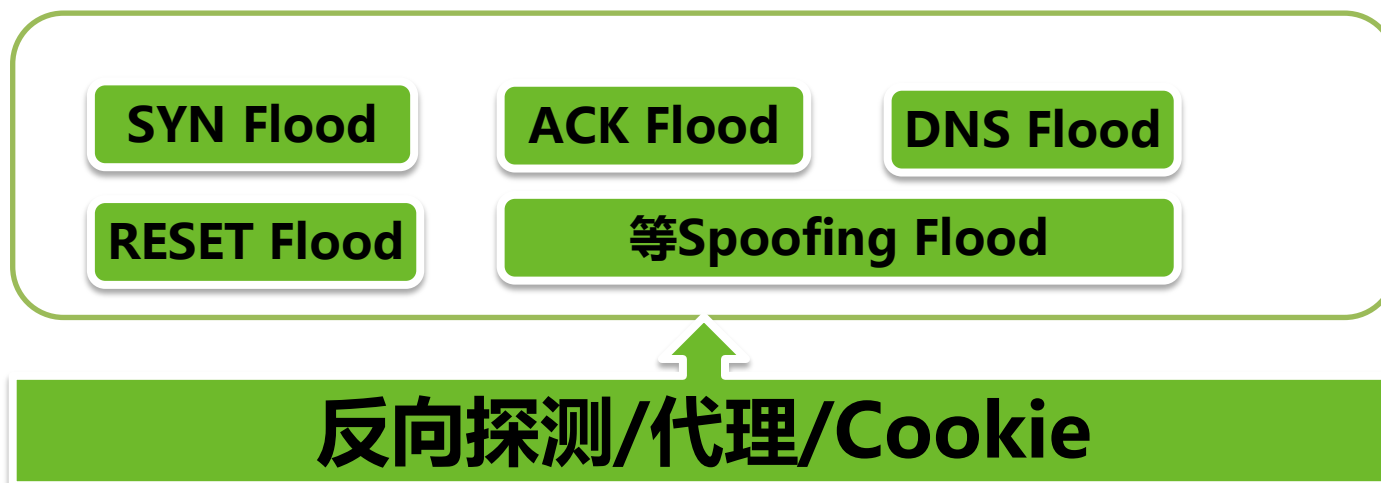 SYN Flood
ACK Flood
DNS Flood
RESET Flood
等Spoofing Flood
反向探测/代理/Cookie